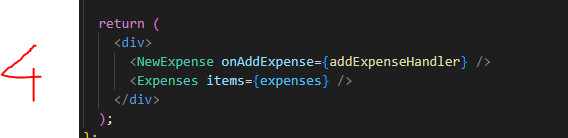 4
return (
<div>
<NewExpense onAddExpense={addExpenseHandler} />
<Expenses items={expenses} />
</div>
);
};